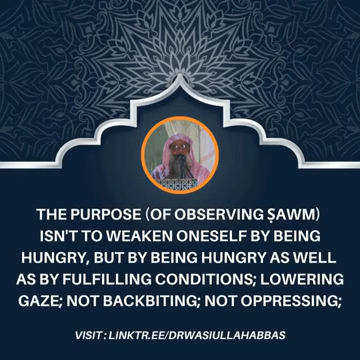 THE PURPOSE (OF OBSERVING ṢAWM)
ISN'T TO WEAKEN ONESELF BY BEING
HUNGRY, BUT BY BEING HUNGRY AS WELL
AS BY FULFILLING CONDITIONS; LOWERING
GAZE; NOT BACKBITING; NOT OPPRESSING;
VISIT : LINKTR.EE/DRWASIULLAHABBAS